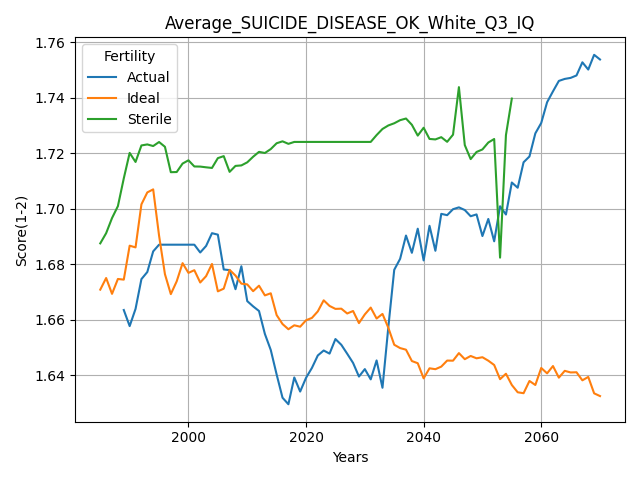 Average_SUICIDE_DISEASE_OK_White_Q3_IQ
Fertility
Actual
Ideal
Sterile
Score(1-2)
1.76
1.74
1.72
1.70
1.68
1.66
1.64
2000
2020
2040
2060
Years